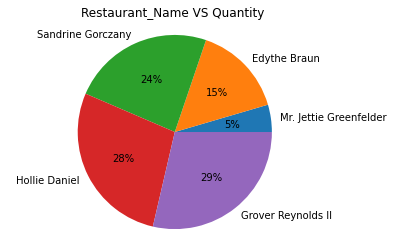 Restaurant_Name VS Quantity
Sandrine Gorczany
Edythe Braun
24%
15%
Mr. Jettie Greenfelder
5%
28%
29%
Hollie Daniel
Grover Reynolds II